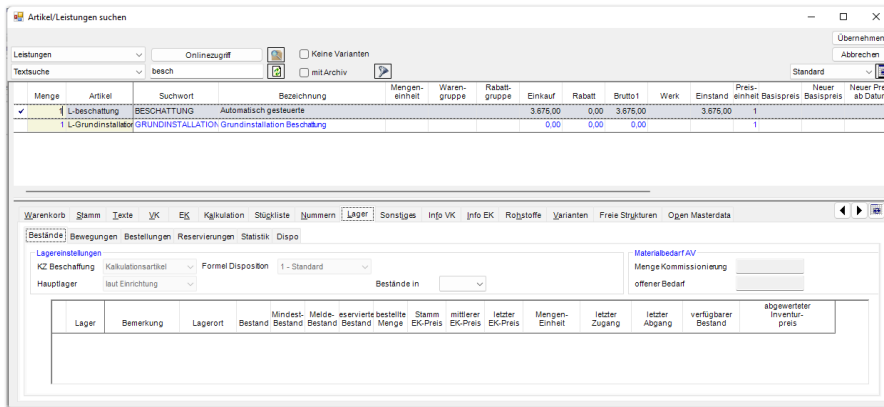 Artikel/Leistungen suchen
Übernehmen
Leistungen Onlinezugriff Keine Varianten Abbrechen
Textsuche besch mit Archiv Standard
Menge Artikel Suchwort Bezeichnung Mengen- einheit Waren- gruppe Rabatt- gruppe Einkauf Rabatt Brutto1 Werk Einstand Preis- einheit Basispreis Neuer Basispreis Neuer Pre ab Datur
1 L-beschattung BESCHATTUNG Automatisch gesteuerte 3.675,00 0,00 3.675,00 3.675,00 1
1 L-Grundinstallation GRUNDINSTALLATION Grundinstallation Beschattung 0,00 0,00 0,00 1
Warenkorb Stamm Texte VK EK Kalkulation Stückliste Nummern Lager Sonstiges Info VK Info EK Rohstoffe Varianten Freie Strukturen Open Masterdata
Bestände Bewegungen Bestellungen Reservierungen Statistik Dispo
Lagereinstellungen Materialbedarf AV
KZ Beschaffung Kalkulationsartikel Formel Disposition 1 - Standard Menge Kommissionierung
Hauptlager laut Einrichtung Bestände in offener Bedarf
Lager Bemerkung Lagerort Bestand Mindest- Bestand Melde- Bestand eservierte Bestand bestellte Menge Stamm EK-Preis mittlerer EK-Preis letzter EK-Preis Mengen- Einheit letzter Zugang letzter Abgang verfügbarer Bestand abgewerteter Inventur- preis